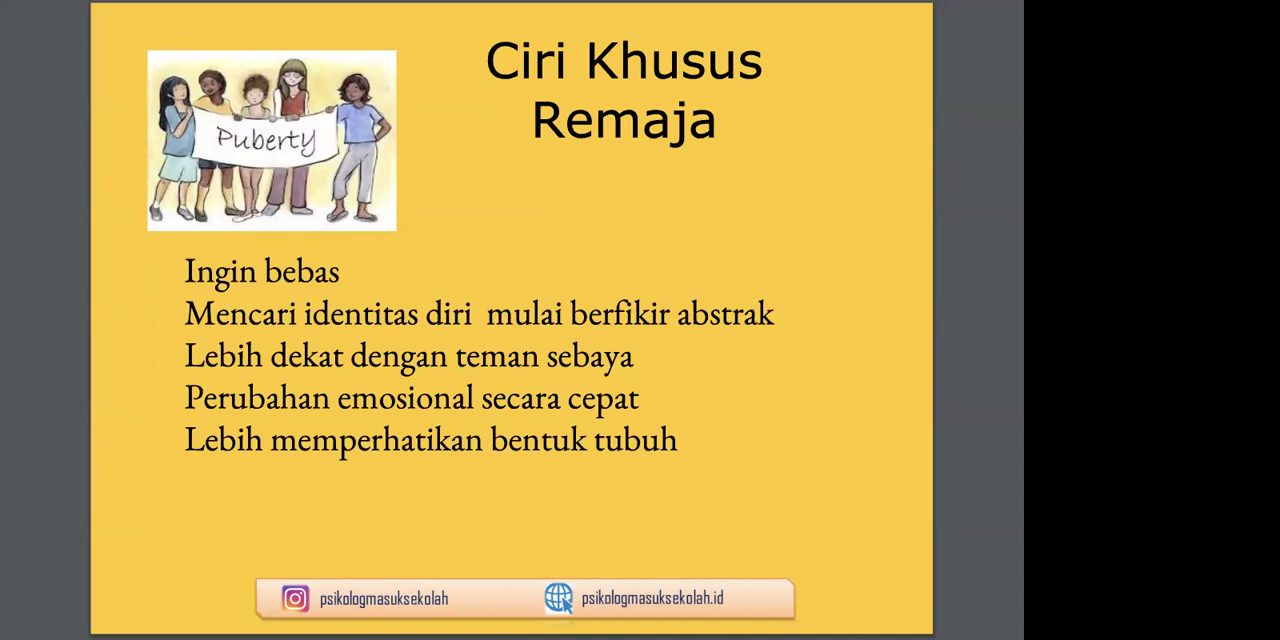 Ciri Khusus
Remaja
Puberty
Ingin bebas
Mencari identitas diri  mulai berfikir abstrak
Lebih dekat dengan teman sebaya
Perubahan emosional secara cepat
Lebih memperhatikan bentuk tubuh
psikologmasuksekolah
psikologmasuksekolah.id